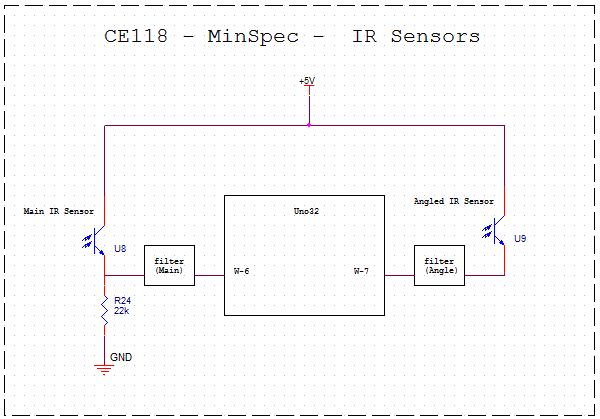 CE118 - MinSpec - IR Sensors
+5V
Main IR Sensor
Uno32
Angled IR Sensor
U8
U9
filter
(Main)
W-6
W-7
filter
(Angle)
R24
22k
GND